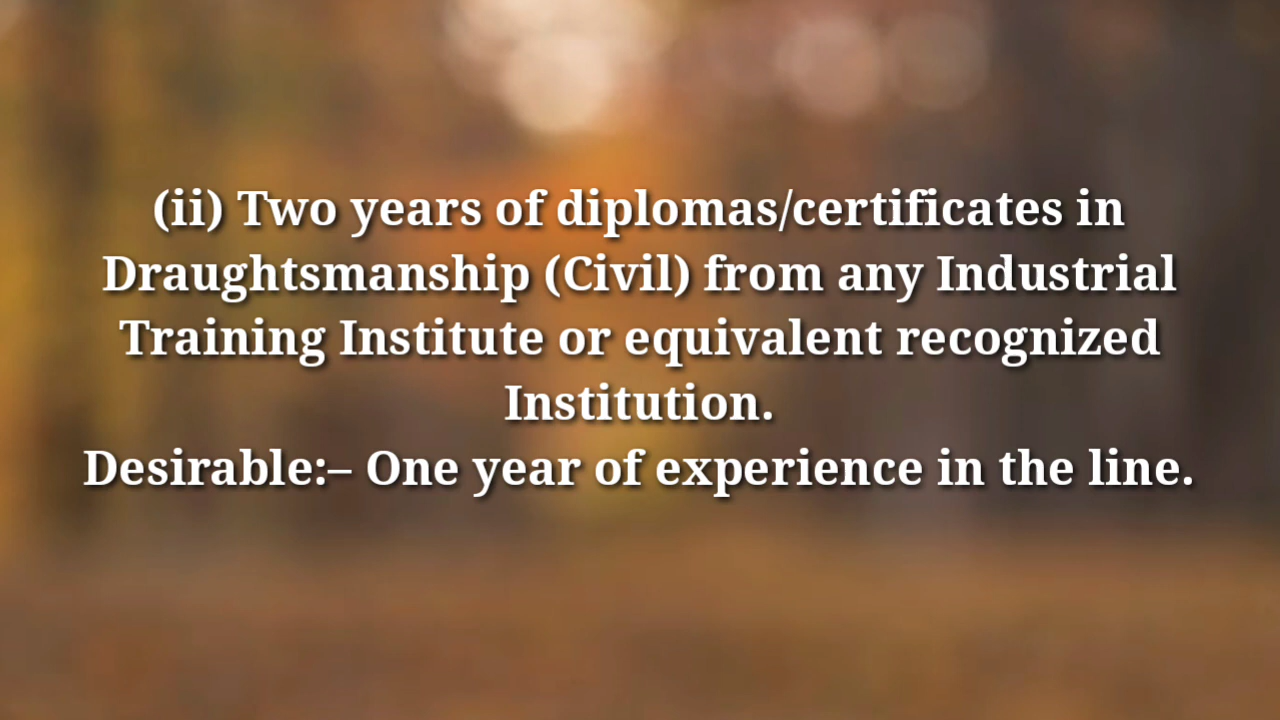 (ii) Two years of diplomas/certificates in
Draughtsmanship (Civil) from any Industrial
Training Institute or equivalent recognized
Institution.
Desirable:– One year of experience in the line.